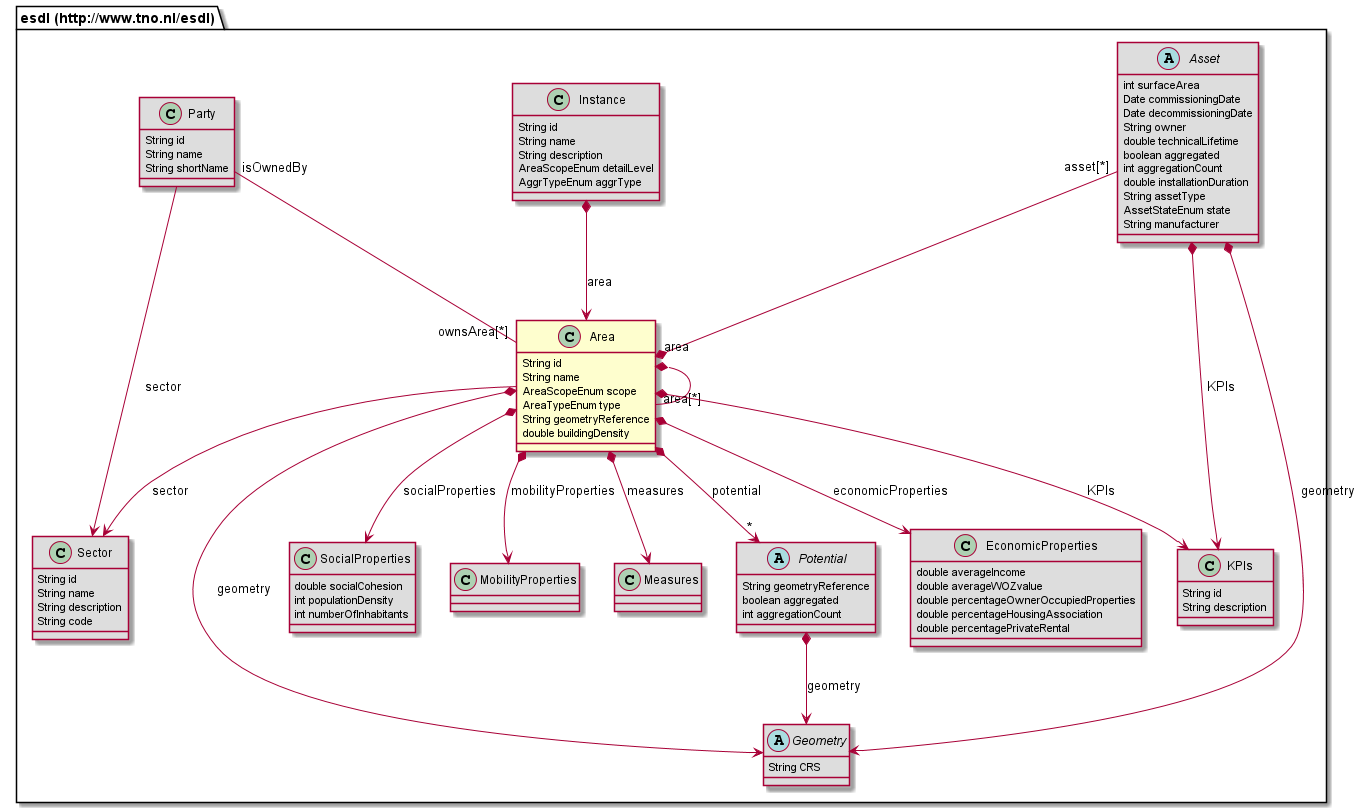 esdl (http://www.tno.nl/esdl)
A Asset
int surfaceArea
Date commissioningDate
Date decommissioningDate
String owner
double technicalLifetime
boolean aggregated
int aggregationCount
double installationDuration
String assetType
AssetStateEnum state
String manufacturer
C Instance
String id
String name
String description
AreaScopeEnum detailLevel
AggrTypeEnum aggrType
C Party
String id
String name
String shortName
isOwnedBy
asset[*]
area
ownsArea[*]
area
C Area
String id
String name
AreaScopeEnum scope
AreaTypeEnum type
String geometryReference
double buildingDensity
area[*]
sector
KPIs
sector
geometry
socialProperties
mobilityProperties
measures
potential
*
economicProperties
KPIs
geometry
C Sector
String id
String name
String description
String code
C SocialProperties
double socialCohesion
int populationDensity
int numberOfInhabitants
C MobilityProperties
C Measures
A Potential
String geometryReference
boolean aggregated
int aggregationCount
C EconomicProperties
double averageIncome
double averageWOZvalue
double percentageOwnerOccupiedProperties
double percentageHousingAssociation
double percentagePrivateRental
C KPIs
String id
String description
geometry
A Geometry
String CRS